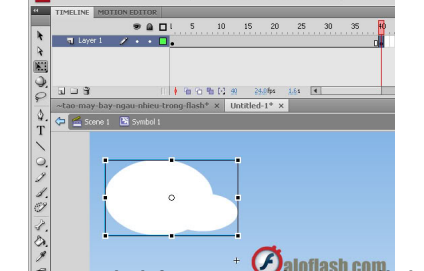 TIMELINE MOTION EDITOR
1 5 10 15 20 25 30 35 40
Layer 1
40 24.0fps 1.6s
~tao-may-bay-ngau-nhieu-trong-flash* × Untitled-1* ×
Scene 1 Symbol 1
T
aloflash.com